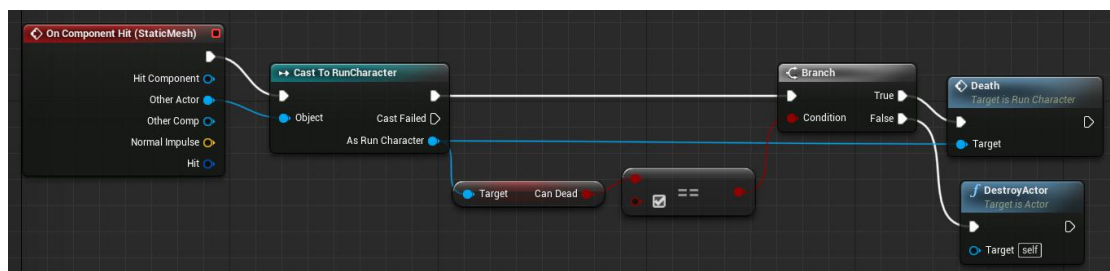 On Component Hit (StaticMesh)
Hit Component
Other Actor
Other Comp
Normal Impulse
Hit
Cast To RunCharacter
Object
Cast Failed
As Run Character
Target
Can Dead
==
Branch
True
Condition
False
Death
Target is Run Character
Target
f DestroyActor
Target is Actor
Target self